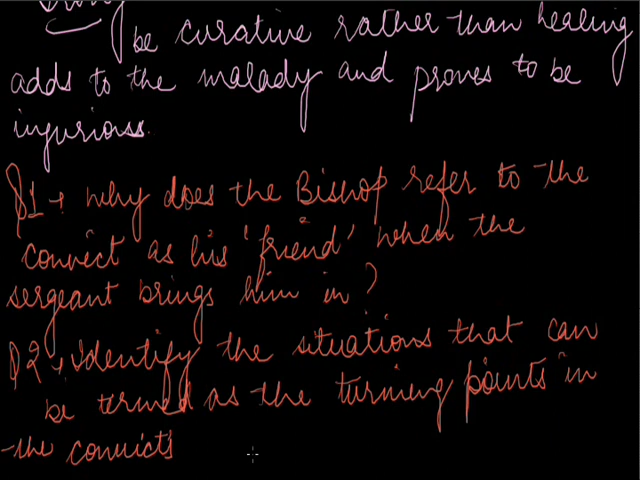 be curative rather than healing
adds to the malady and proves to be
injurious.
Q1 → Why does the Bishop refer to the
convict as his 'friend' when the
sergeant brings him in?
Q2 → Identify the situations that can
be termed as the turning points in
the convicts